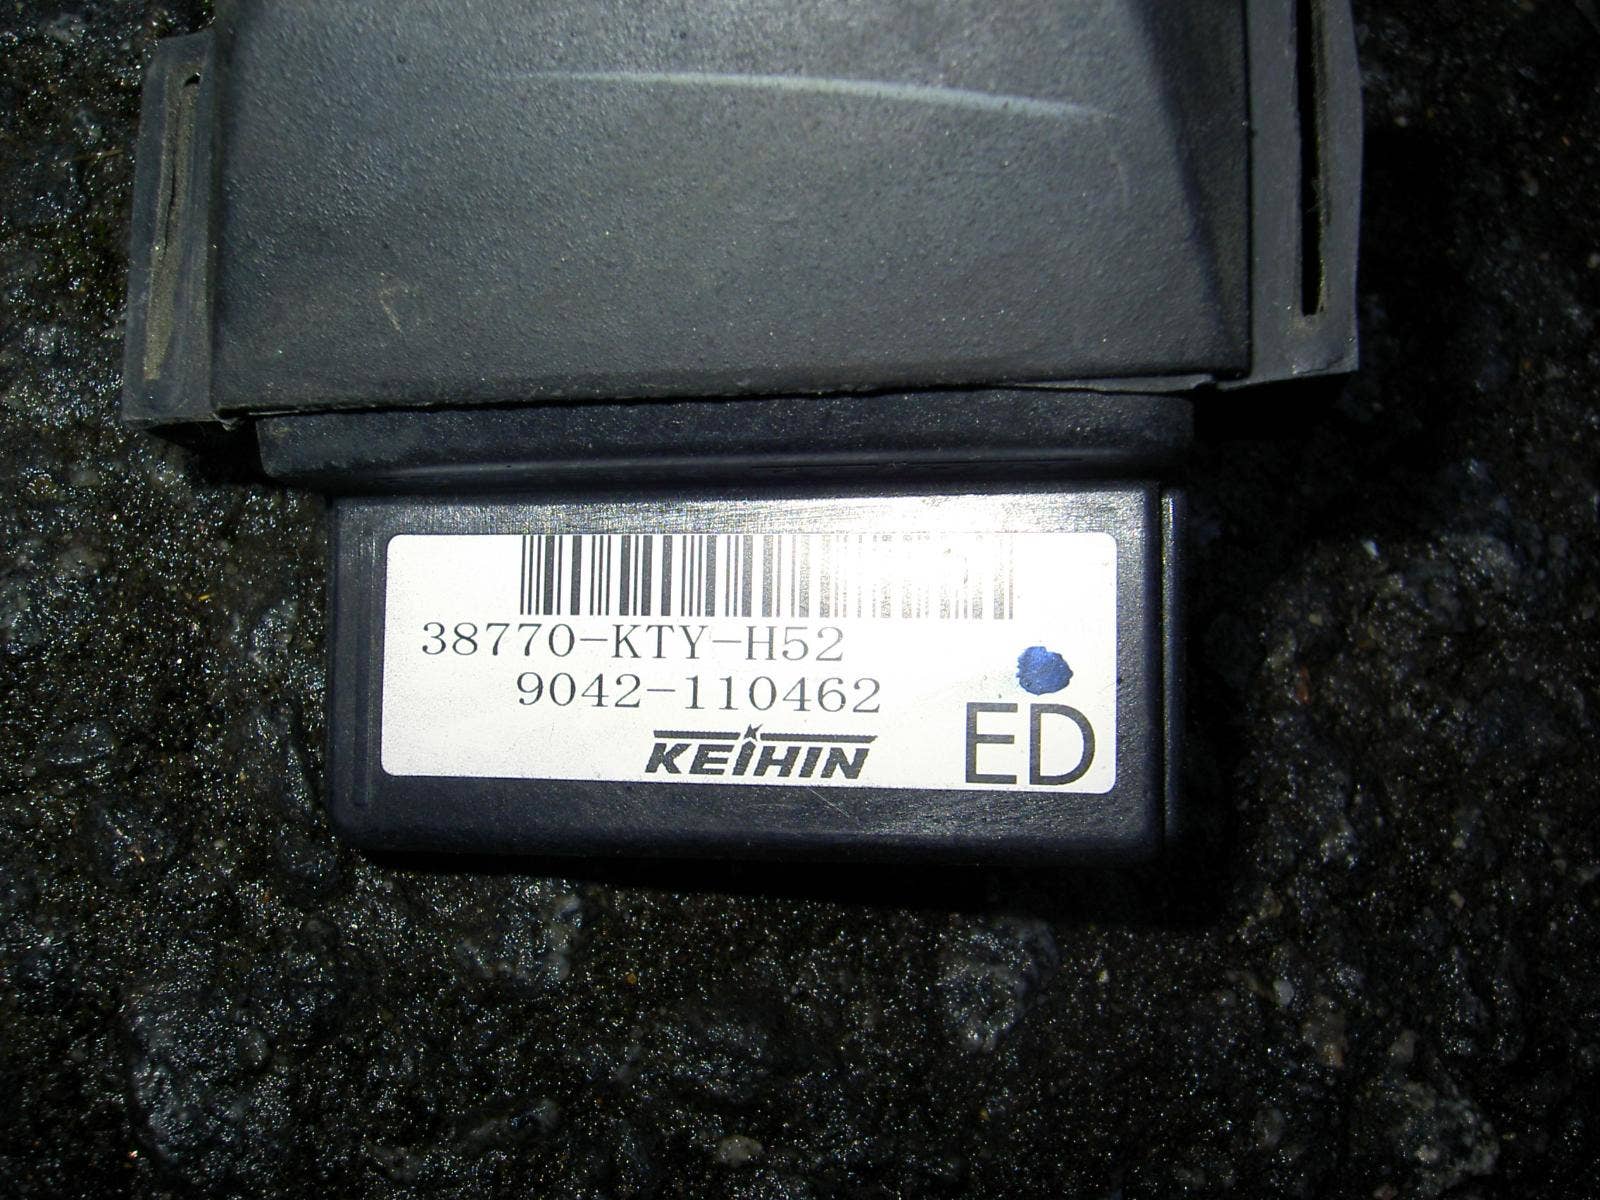 38770-KTY-H52
9042-110462
KEIHIN
ED